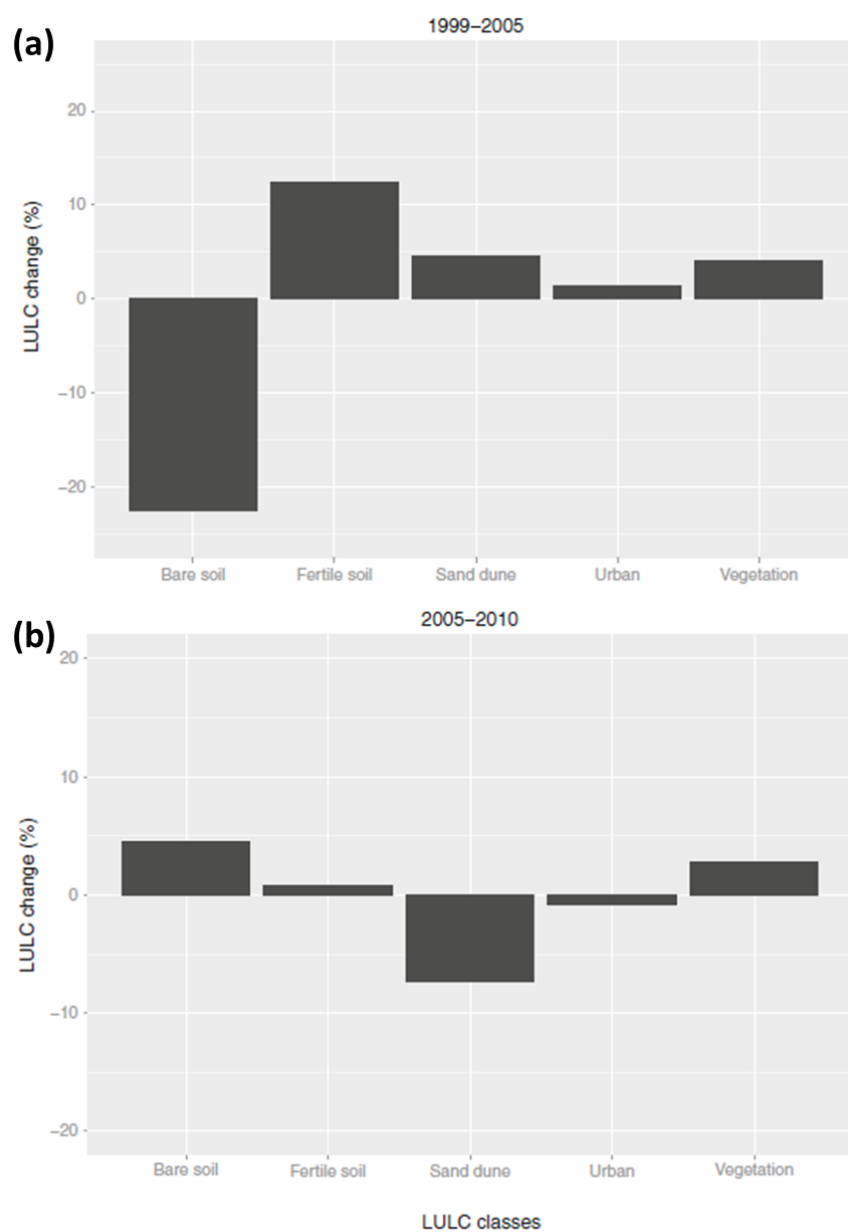 (a)
1999–2005
LULC change (%)
20
10
0
−10
−20
Bare soil Fertile soil Sand dune Urban Vegetation
(b)
2005–2010
LULC change (%)
20
10
0
−10
−20
Bare soil Fertile soil Sand dune Urban Vegetation
LULC classes